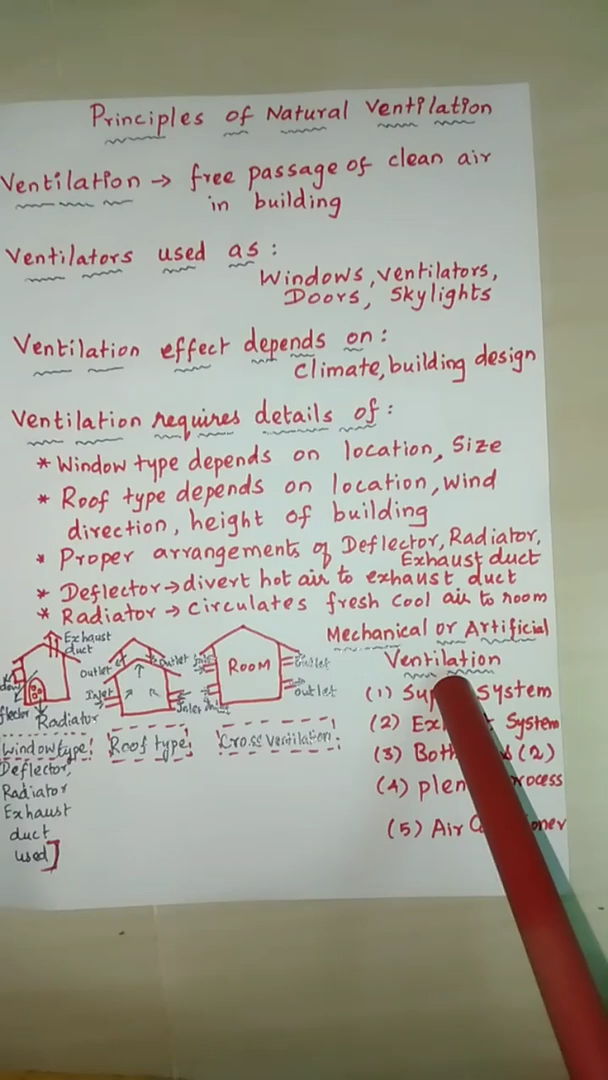 Principles of Natural Ventilation
Ventilation → free passage of clean air
in building
Ventilators used as :
Windows, ventilators,
Doors, Skylights
Ventilation effect depends on :
Climate, building design
Ventilation requires details of :
* Window type depends on location, Size
* Roof type depends on location, wind
direction, height of building
* Proper arrangements of Deflector, Radiator,
Exhaust duct
* Deflector → divert hot air to exhaust duct
* Radiator → circulates fresh cool air to room
Exhaust
duct
Radiator
Window type
Deflector,
Radiator
Exhaust
duct
used]
outlet
outlet
Inlet
Roof type
ROOM
outlet
Cross ventilation
Mechanical or Artificial
Ventilation
(1) System
(2) System
(3) (2)
(4)
(5) Air